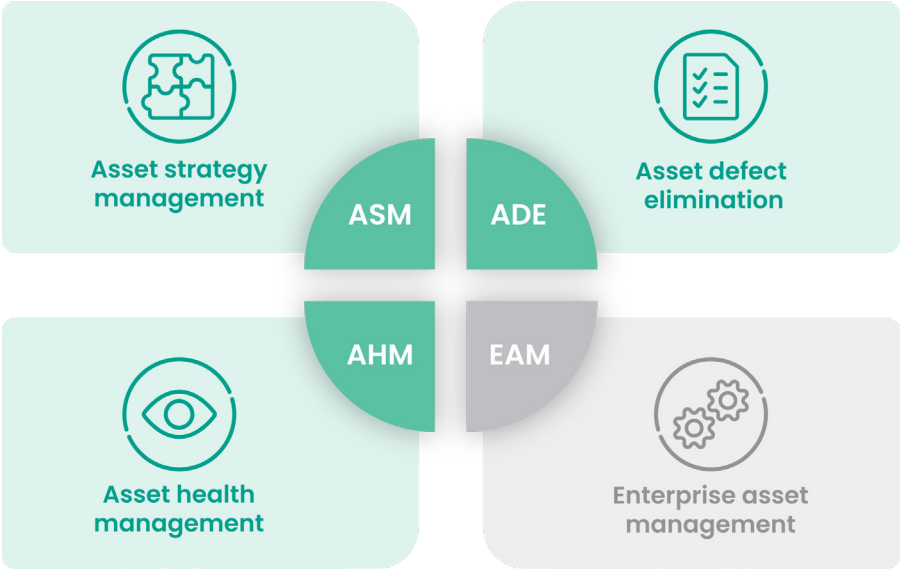 Asset strategy
management
Asset defect
elimination
ASM
ADE
AHM
EAM
Asset health
management
Enterprise asset
management